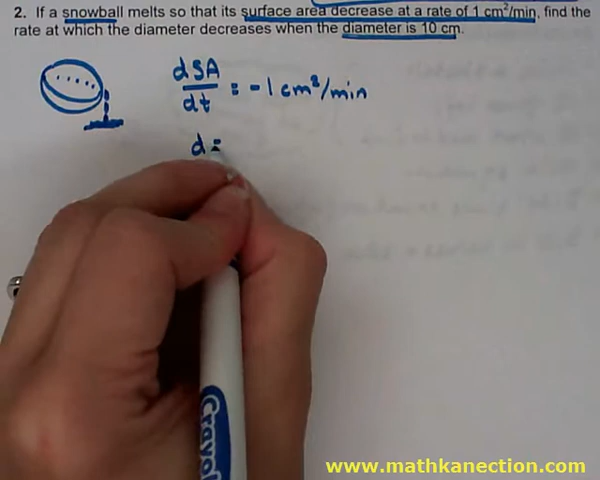 2. If a snowball melts so that its surface area decrease at a rate of 1 cm²/min, find the
rate at which the diameter decreases when the diameter is 10 cm.
dSA
dt
= -1 cm²/min
d =
Crayol
www.mathkanection.com